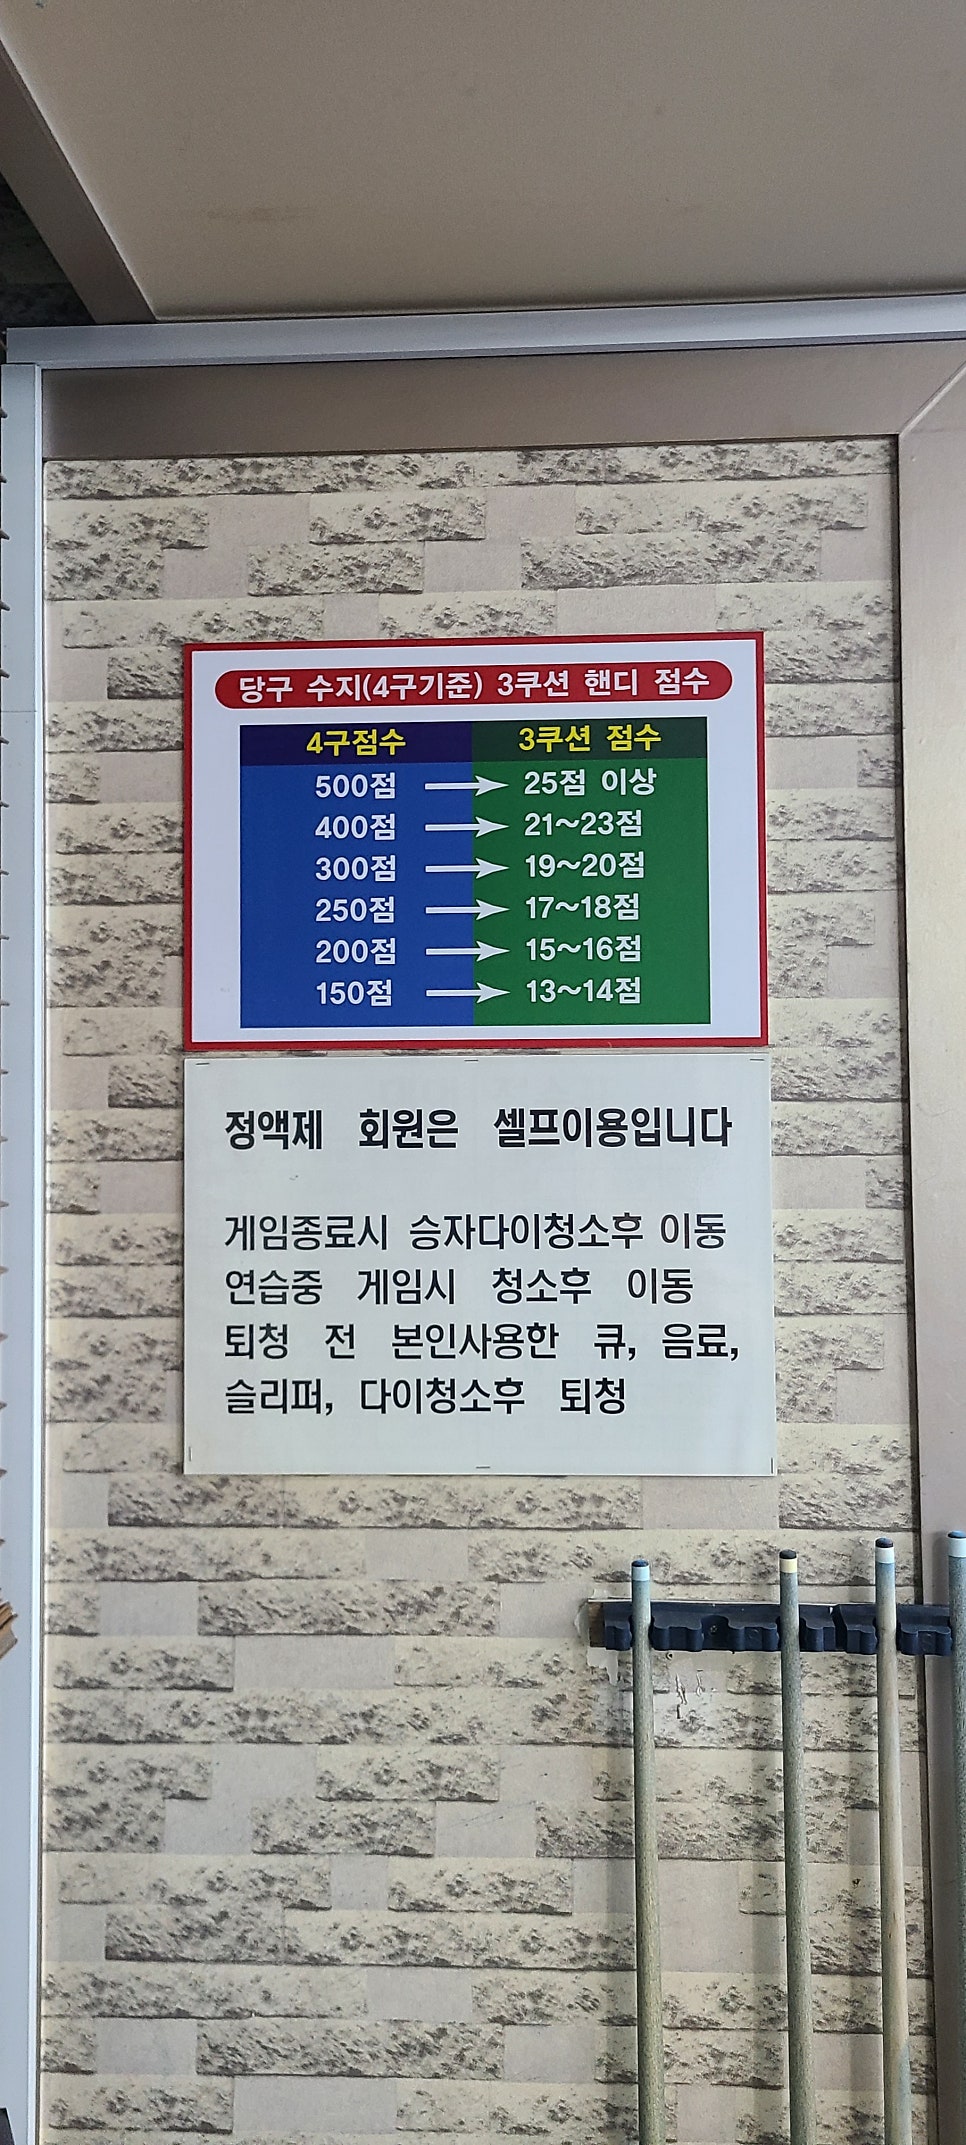 당구 수지(4구기준) 3쿠션 핸디 점수
4구점수 3쿠션 점수
500점 25점 이상
400점 21~23점
300점 19~20점
250점 17~18점
200점 15~16점
150점 13~14점
정액제 회원은 셀프이용입니다
게임종료시 승자다이청소후 이동
연습중 게임시 청소후 이동
퇴청 전 본인사용한 큐, 음료,
슬리퍼, 다이청소후 퇴청